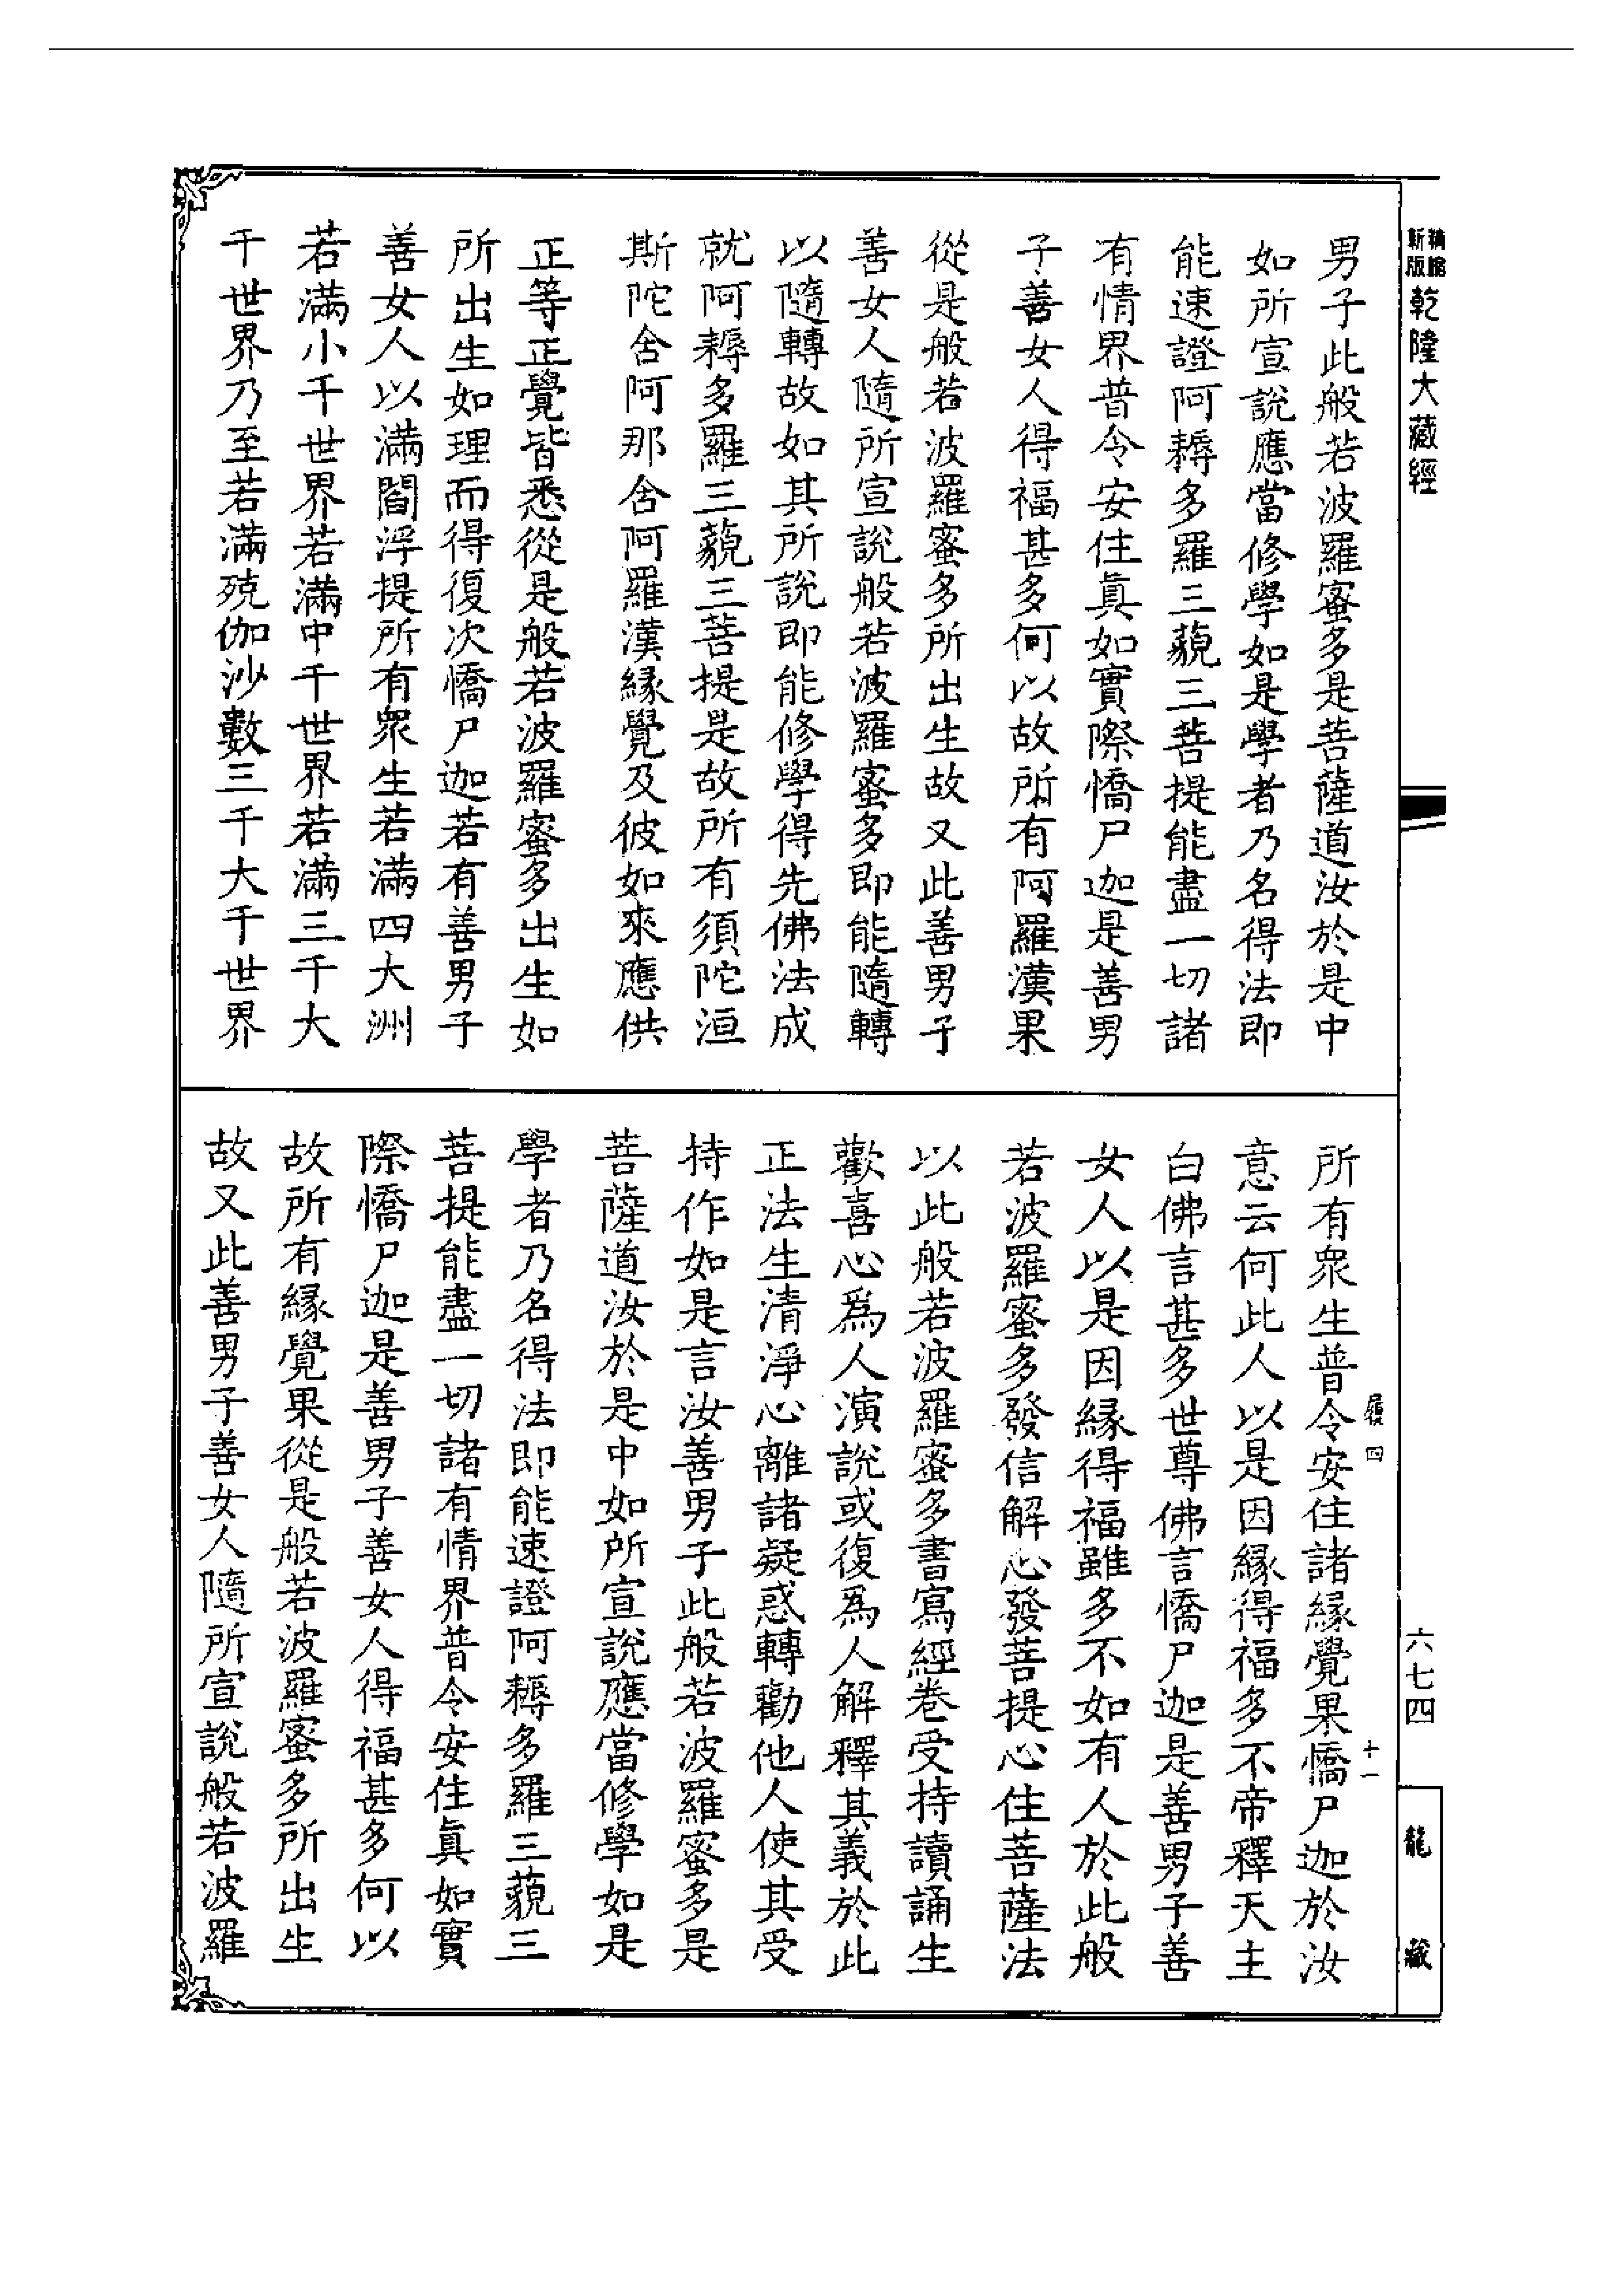 精縮新版乾隆大藏經
男子此般若波羅蜜多是菩薩道汝於是中
如所宣說應當修學如是學者乃名得法即
能速證阿耨多羅三藐三菩提能盡一切諸
有情界普令安住真如實際憍尸迦是善男
子善女人得福甚多何以故所有阿羅漢果
從是般若波羅蜜多所出生故又此善男子
善女人隨所宣說般若波羅蜜多即能隨轉
以隨轉故如其所說即能修學得先佛法成
就阿耨多羅三藐三菩提是故所有須陀洹
斯陀含阿那含阿羅漢緣覺及彼如來應供
正等正覺皆悉從是般若波羅蜜多出生如
所出生如理而得復次憍尸迦若有善男子
善女人以滿閻浮提所有眾生若滿四大洲
若滿小千世界若滿中千世界若滿三千大
千世界乃至若滿殑伽沙數三千大千世界
所有眾生普令安住諸緣覺果憍尸迦於汝
意云何此人以是因緣得福多不帝釋天主
白佛言甚多世尊佛言憍尸迦是善男子善
女人以是因緣得福雖多不如有人於此般
若波羅蜜多發信解心發菩提心住菩薩法
以此般若波羅蜜多書寫經卷受持讀誦生
歡喜心為人演說或復為人解釋其義於此
正法生清淨心離諸疑惑轉勸他人使其受
持作如是言汝善男子此般若波羅蜜多是
菩薩道汝於是中如所宣說應當修學如是
學者乃名得法即能速證阿耨多羅三藐三
菩提能盡一切諸有情界普令安住真如實
際憍尸迦是善男子善女人得福甚多何以
故所有緣覺果從是般若波羅蜜多所出生
故又此善男子善女人隨所宣說般若波羅
履四
十一
六七四
龍藏